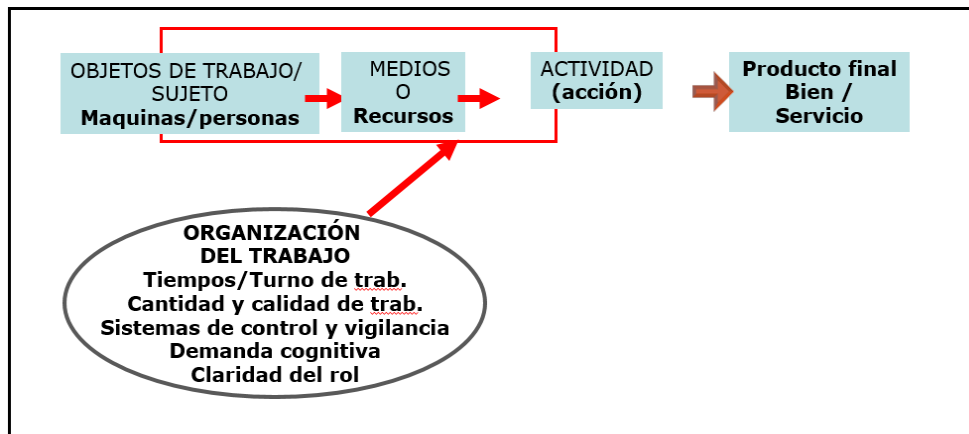 OBJETOS DE TRABAJO/
SUJETO
Maquinas/personas
MEDIOS
O
Recursos
ACTIVIDAD
(acción)
Producto final
Bien /
Servicio
ORGANIZACIÓN
DEL TRABAJO
Tiempos/Turno de trab.
Cantidad y calidad de trab.
Sistemas de control y vigilancia
Demanda cognitiva
Claridad del rol